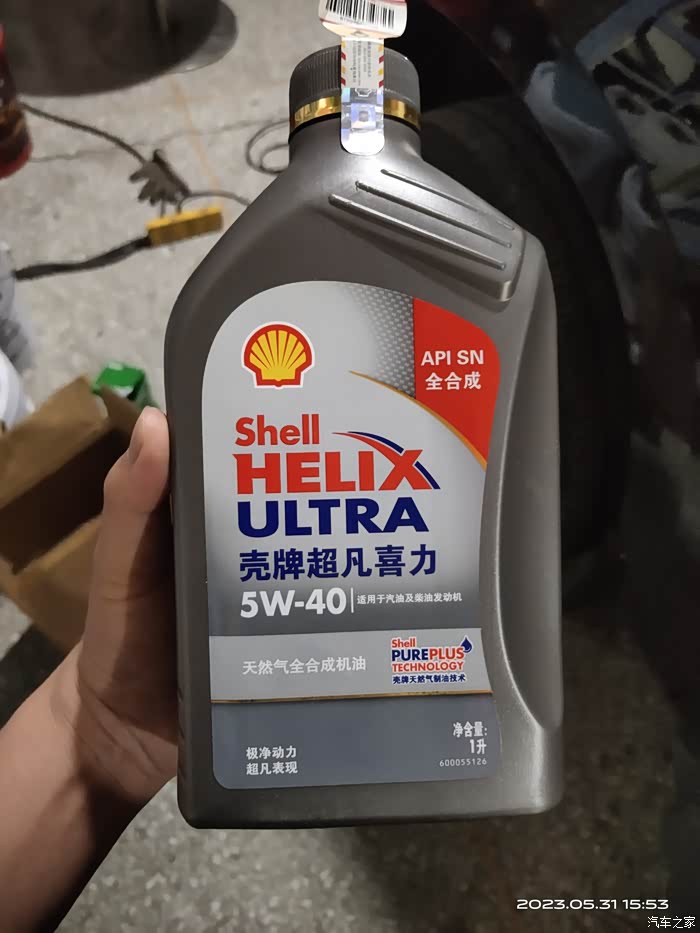 API SN
全合成
Shell
HELIX
ULTRA
壳牌超凡喜力
5W-40
适用于汽油及柴油发动机
天然气全合成机油
Shell
PUREPLUS
TECHNOLOGY
壳牌天然气制油技术
极净动力
超凡表现
净含量:
1升
600055126
2023.05.31 15:53
汽车之家